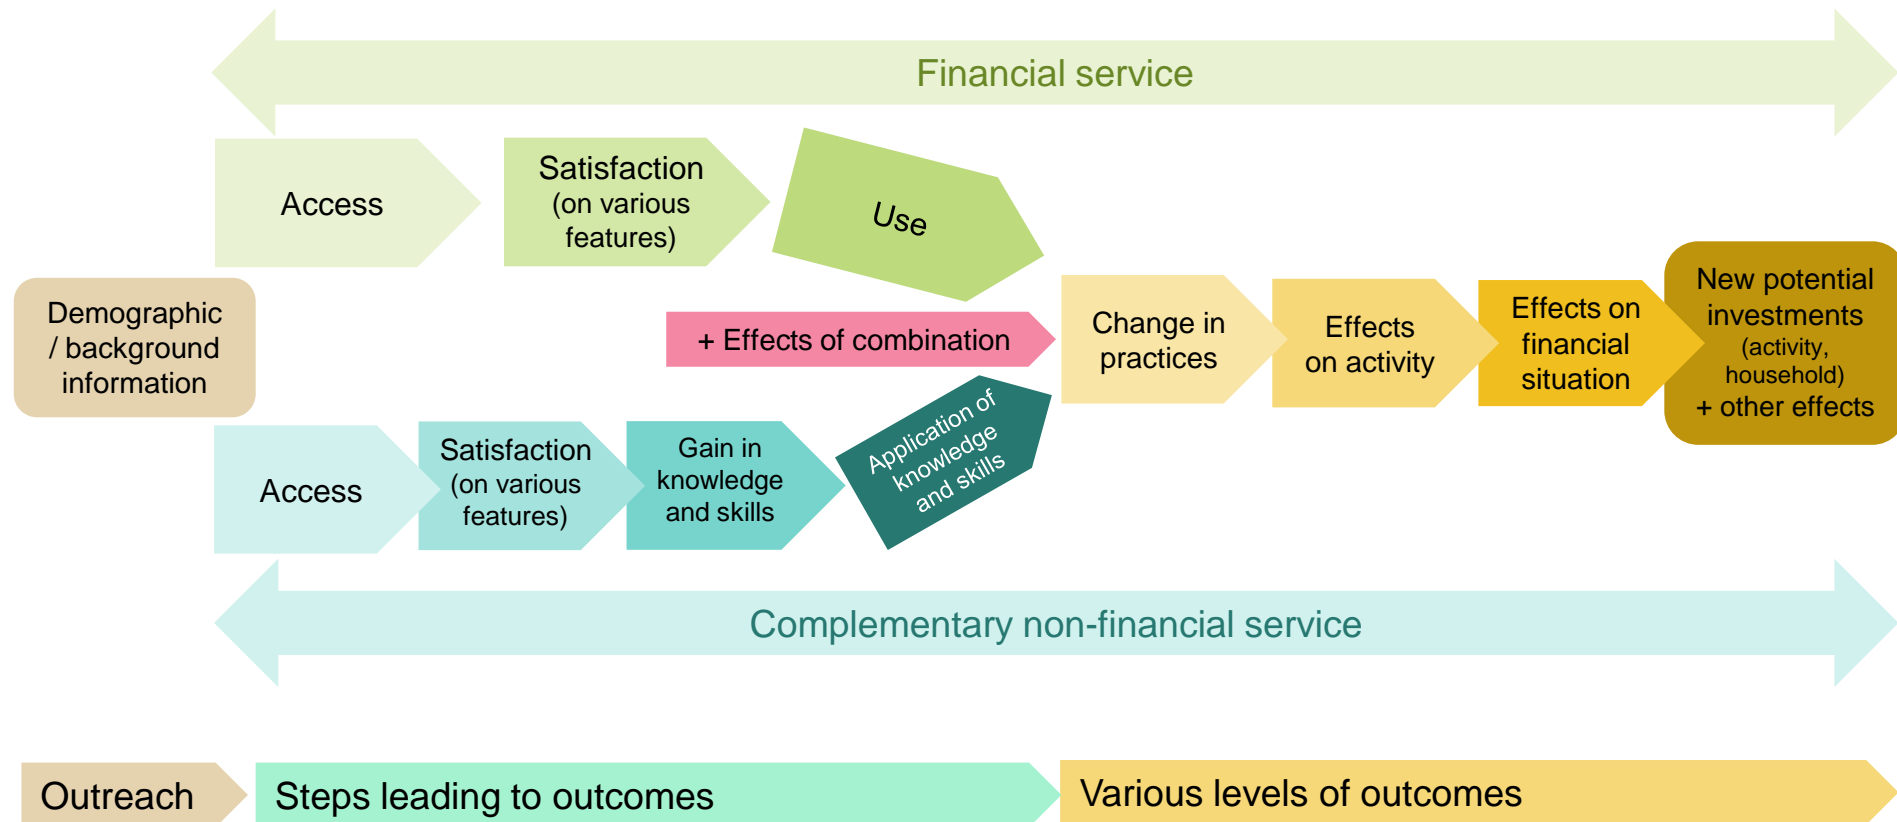 Financial service
Access
Satisfaction
(on various
features)
Use
Demographic
/ background
information
+ Effects of combination
Change in
practices
Effects
on activity
Effects on
financial
situation
New potential
investments
(activity,
household)
+ other effects
Access
Satisfaction
(on various
features)
Gain in
knowledge
and skills
Application of
knowledge
and skills
Complementary non-financial service
Outreach
Steps leading to outcomes
Various levels of outcomes